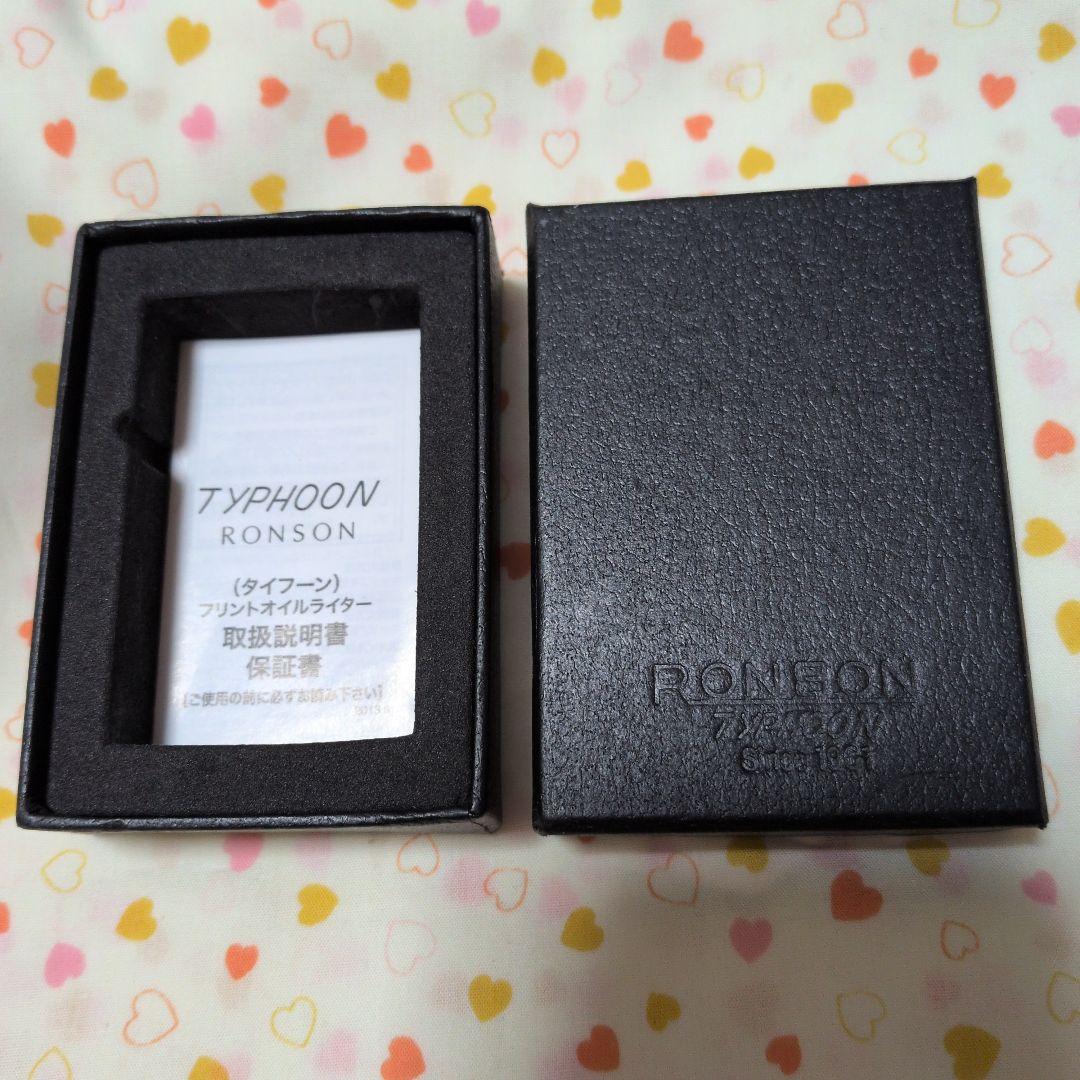 TYPHOON
RONSON
(タイフーン)
フリントオイルライター
取扱説明書
保証書
【ご使用の前に必ずお読み下さい】
RONSON
TYPHOON
Since